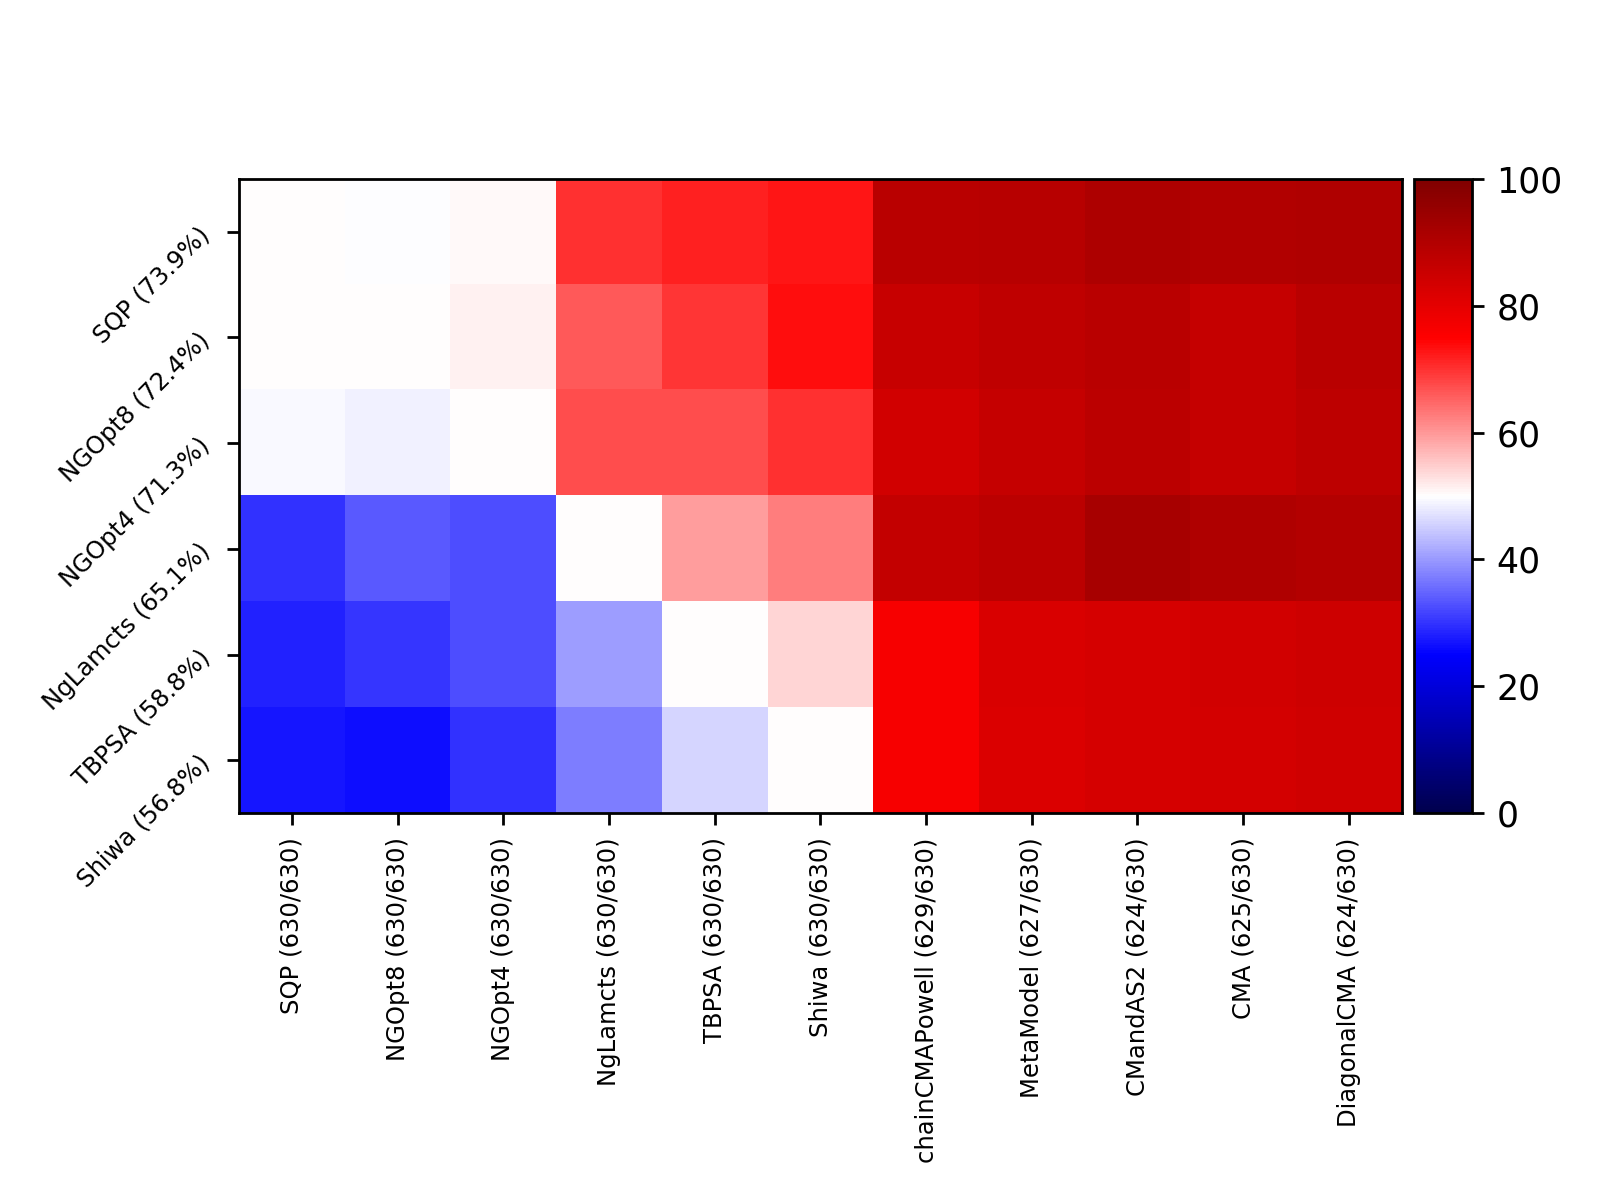 SQP (73.9%)
NGOpt8 (72.4%)
NGOpt4 (71.3%)
NgLamcts (65.1%)
TBPSA (58.8%)
Shiwa (56.8%)
SQP (630/630)
NGOpt8 (630/630)
NGOpt4 (630/630)
NgLamcts (630/630)
TBPSA (630/630)
Shiwa (630/630)
chainCMAPowell (629/630)
MetaModel (627/630)
CMandAS2 (624/630)
CMA (625/630)
DiagonalCMA (624/630)
100
80
60
40
20
0